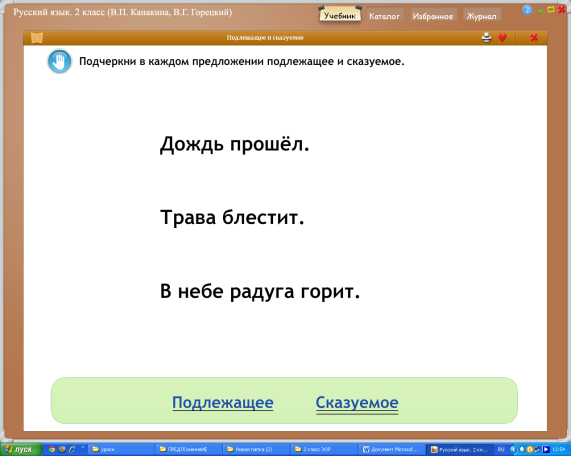 Русский язык. 2 класс (В.П. Канакина, В.Г. Горецкий)
Учебник Каталог Избранное Журнал
Подлежащее и сказуемое
Подчеркни в каждом предложении подлежащее и сказуемое.
Дождь прошёл.
Трава блестит.
В небе радуга горит.
Подлежащее Сказуемое
пуск уроки Новая папка (2) 2 класс ЭОР Документ Microsof... Русский язык. 2 кл... RU 12:54